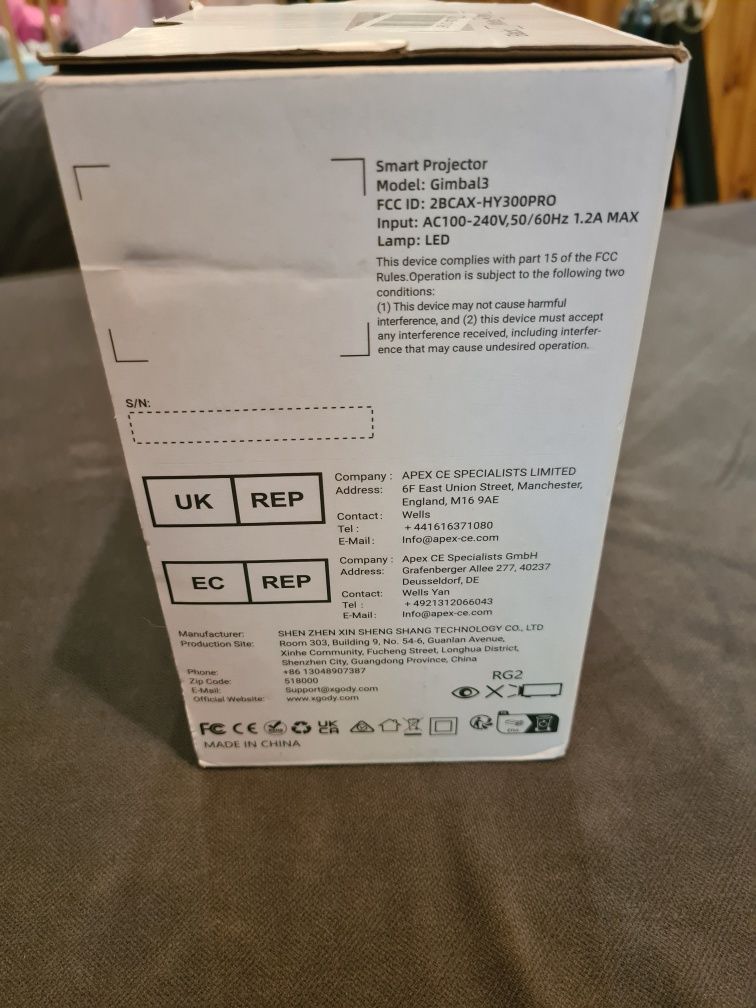 Smart Projector
Model: Gimbal3
FCC ID: 2BCAX-HY300PRO
Input: AC100-240V,50/60Hz 1.2A MAX
Lamp: LED
This device complies with part 15 of the FCC
Rules.Operation is subject to the following two
conditions:
(1) This device may not cause harmful
interference, and (2) this device must accept
any interference received, including interfer-
ence that may cause undesired operation.
S/N:
UK REP
Company: APEX CE SPECIALISTS LIMITED
Address: 6F East Union Street, Manchester,
England, M16 9AE
Contact: Wells
Tel: +441616371080
E-Mail: Info@apex-ce.com
EC REP
Company: Apex CE Specialists GmbH
Address: Grafenberger Allee 277, 40237
Deusseldorf, DE
Contact: Wells Yan
Tel: +4921312066043
E-Mail: Info@apex-ce.com
Manufacturer: SHEN ZHEN XIN SHENG SHANG TECHNOLOGY CO., LTD
Production Site: Room 303, Building 9, No. 54-6, Guanlan Avenue,
Xinhe Community, Fucheng Street, Longhua District,
Shenzhen City, Guangdong Province, China
Phone: +86 13048907387
Zip Code: 518000
E-Mail: Support@xgody.com
Official Website: www.xgody.com
RG2
FC CE UK CA
MADE IN CHINA